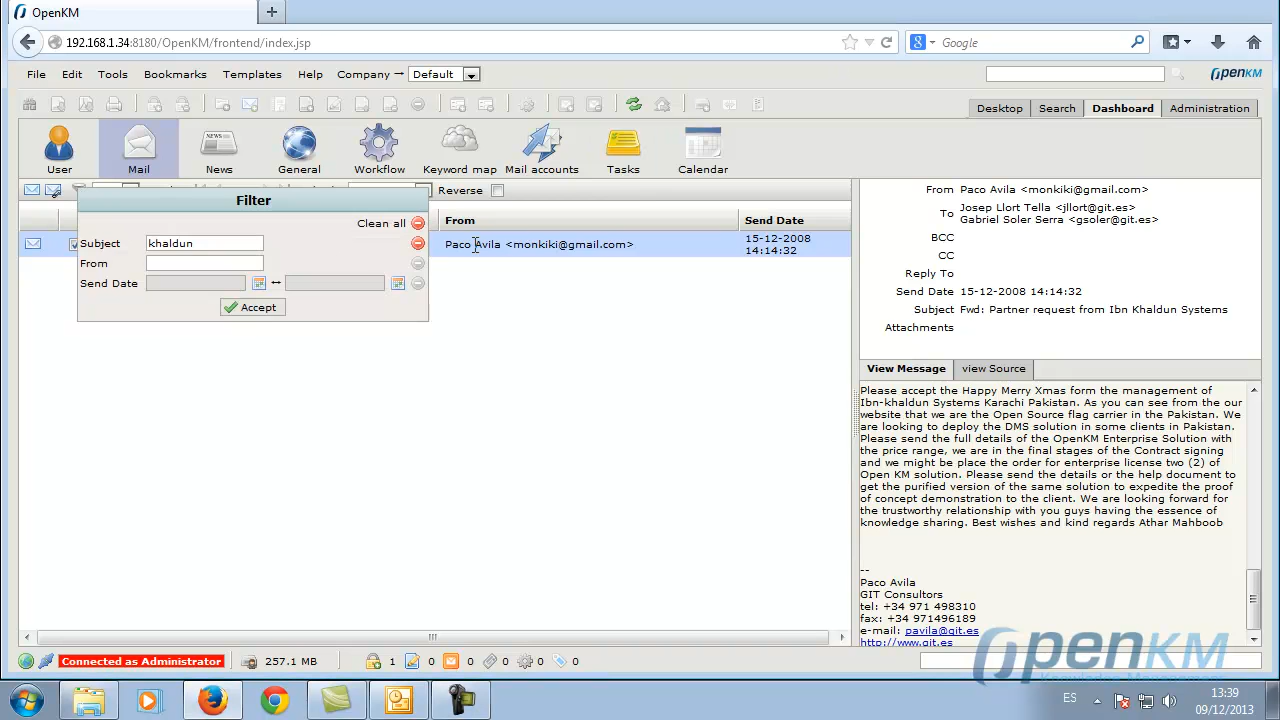 OpenKM
192.168.1.34:8180/OpenKM/frontend/index.jsp
Google
File Edit Tools Bookmarks Templates Help Company Default
OpenKM
Desktop Search Dashboard Administration
User Mail News General Workflow Keyword map Mail accounts Tasks Calendar
Reverse
Filter
Clean all
Subject khaldun
From
Send Date
Accept
From Send Date
Paco Avila <monkiki@gmail.com> 15-12-2008
14:14:32
From Paco Avila <monkiki@gmail.com>
To Josep Llort Tella <jllort@git.es>
Gabriel Soler Serra <gsoler@git.es>
BCC
CC
Reply To
Send Date 15-12-2008 14:14:32
Subject Fwd: Partner request from Ibn Khaldun Systems
Attachments
View Message view Source
Please accept the Happy Merry Xmas form the management of
Ibn-khaldun Systems Karachi Pakistan. As you can see from the our
website that we are the Open Source flag carrier in the Pakistan. We
are looking to deploy the DMS solution in some clients in Pakistan.
Please send the full details of the OpenKM Enterprise Solution with
the price range, we are in the final stages of the Contract signing
and we might be place the order for enterprise license two (2) of
Open KM solution. Please send the details or the help document to
get the purified version of the same solution to expedite the proof
of concept demonstration to the client. We are looking forward for
the trustworthy relationship with you guys having the essence of
knowledge sharing. Best wishes and kind regards Athar Mahboob
--
Paco Avila
GIT Consultors
tel: +34 971 498310
fax: +34 971496189
e-mail: pavila@git.es
http://www.git.es
Connected as Administrator 257.1 MB 1 0 0 0 0 0
OpenKM
Knowledge Management
ES 13:39
09/12/2013